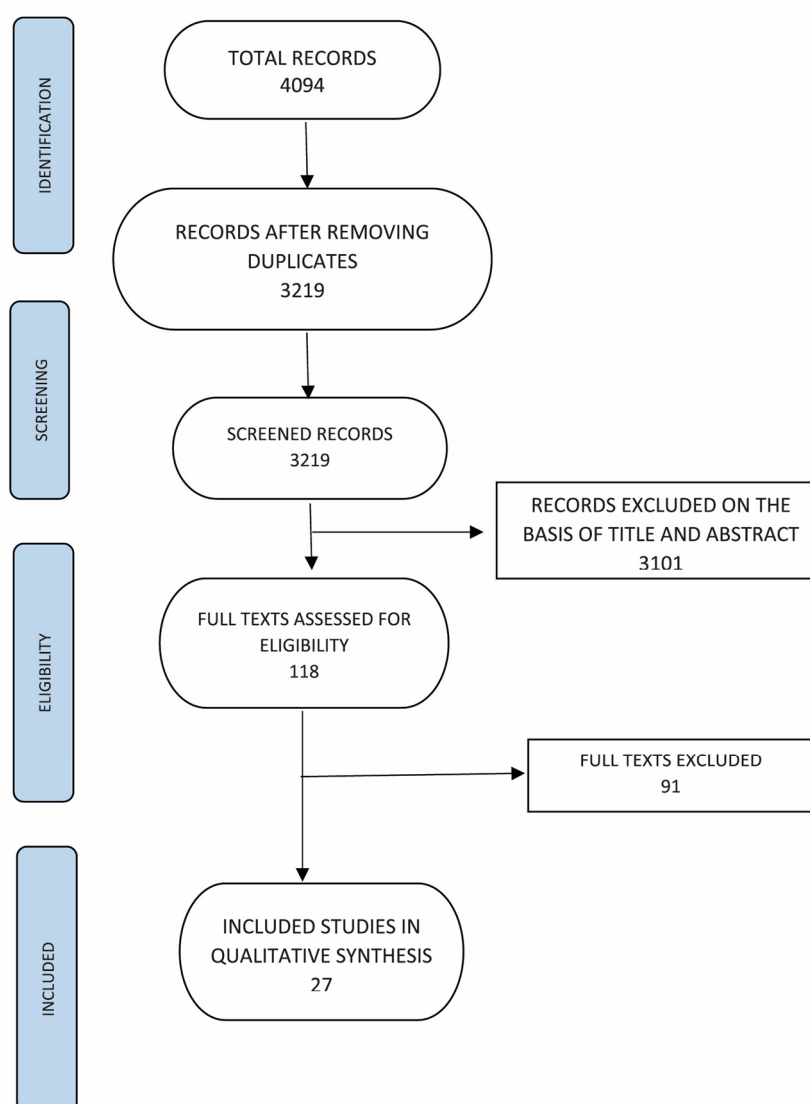 IDENTIFICATION
TOTAL RECORDS
4094
RECORDS AFTER REMOVING
DUPLICATES
3219
SCREENING
SCREENED RECORDS
3219
RECORDS EXCLUDED ON THE
BASIS OF TITLE AND ABSTRACT
3101
ELIGIBILITY
FULL TEXTS ASSESSED FOR
ELIGIBILITY
118
FULL TEXTS EXCLUDED
91
INCLUDED
INCLUDED STUDIES IN
QUALITATIVE SYNTHESIS
27